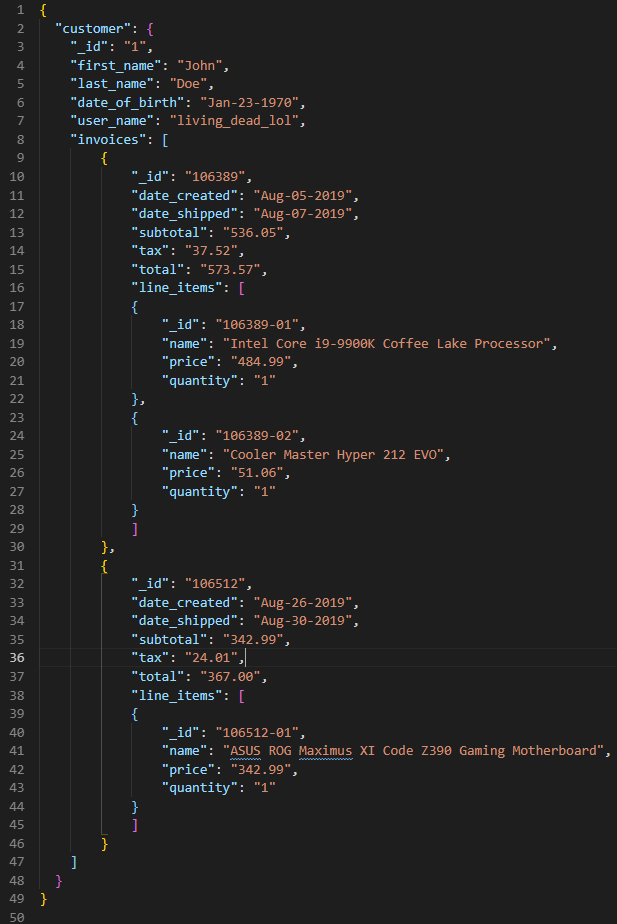 1 {
2 "customer": {
3 "_id": "1",
4 "first_name": "John",
5 "last_name": "Doe",
6 "date_of_birth": "Jan-23-1970",
7 "user_name": "living_dead_lol",
8 "invoices": [
9 {
10 "_id": "106389",
11 "date_created": "Aug-05-2019",
12 "date_shipped": "Aug-07-2019",
13 "subtotal": "536.05",
14 "tax": "37.52",
15 "total": "573.57",
16 "line_items": [
17 {
18 "_id": "106389-01",
19 "name": "Intel Core i9-9900K Coffee Lake Processor",
20 "price": "484.99",
21 "quantity": "1"
22 },
23 {
24 "_id": "106389-02",
25 "name": "Cooler Master Hyper 212 EVO",
26 "price": "51.06",
27 "quantity": "1"
28 }
29 ]
30 },
31 {
32 "_id": "106512",
33 "date_created": "Aug-26-2019",
34 "date_shipped": "Aug-30-2019",
35 "subtotal": "342.99",
36 "tax": "24.01",
37 "total": "367.00",
38 "line_items": [
39 {
40 "_id": "106512-01",
41 "name": "ASUS ROG Maximus XI Code Z390 Gaming Motherboard",
42 "price": "342.99",
43 "quantity": "1"
44 }
45 ]
46 }
47 ]
48 }
49 }
50